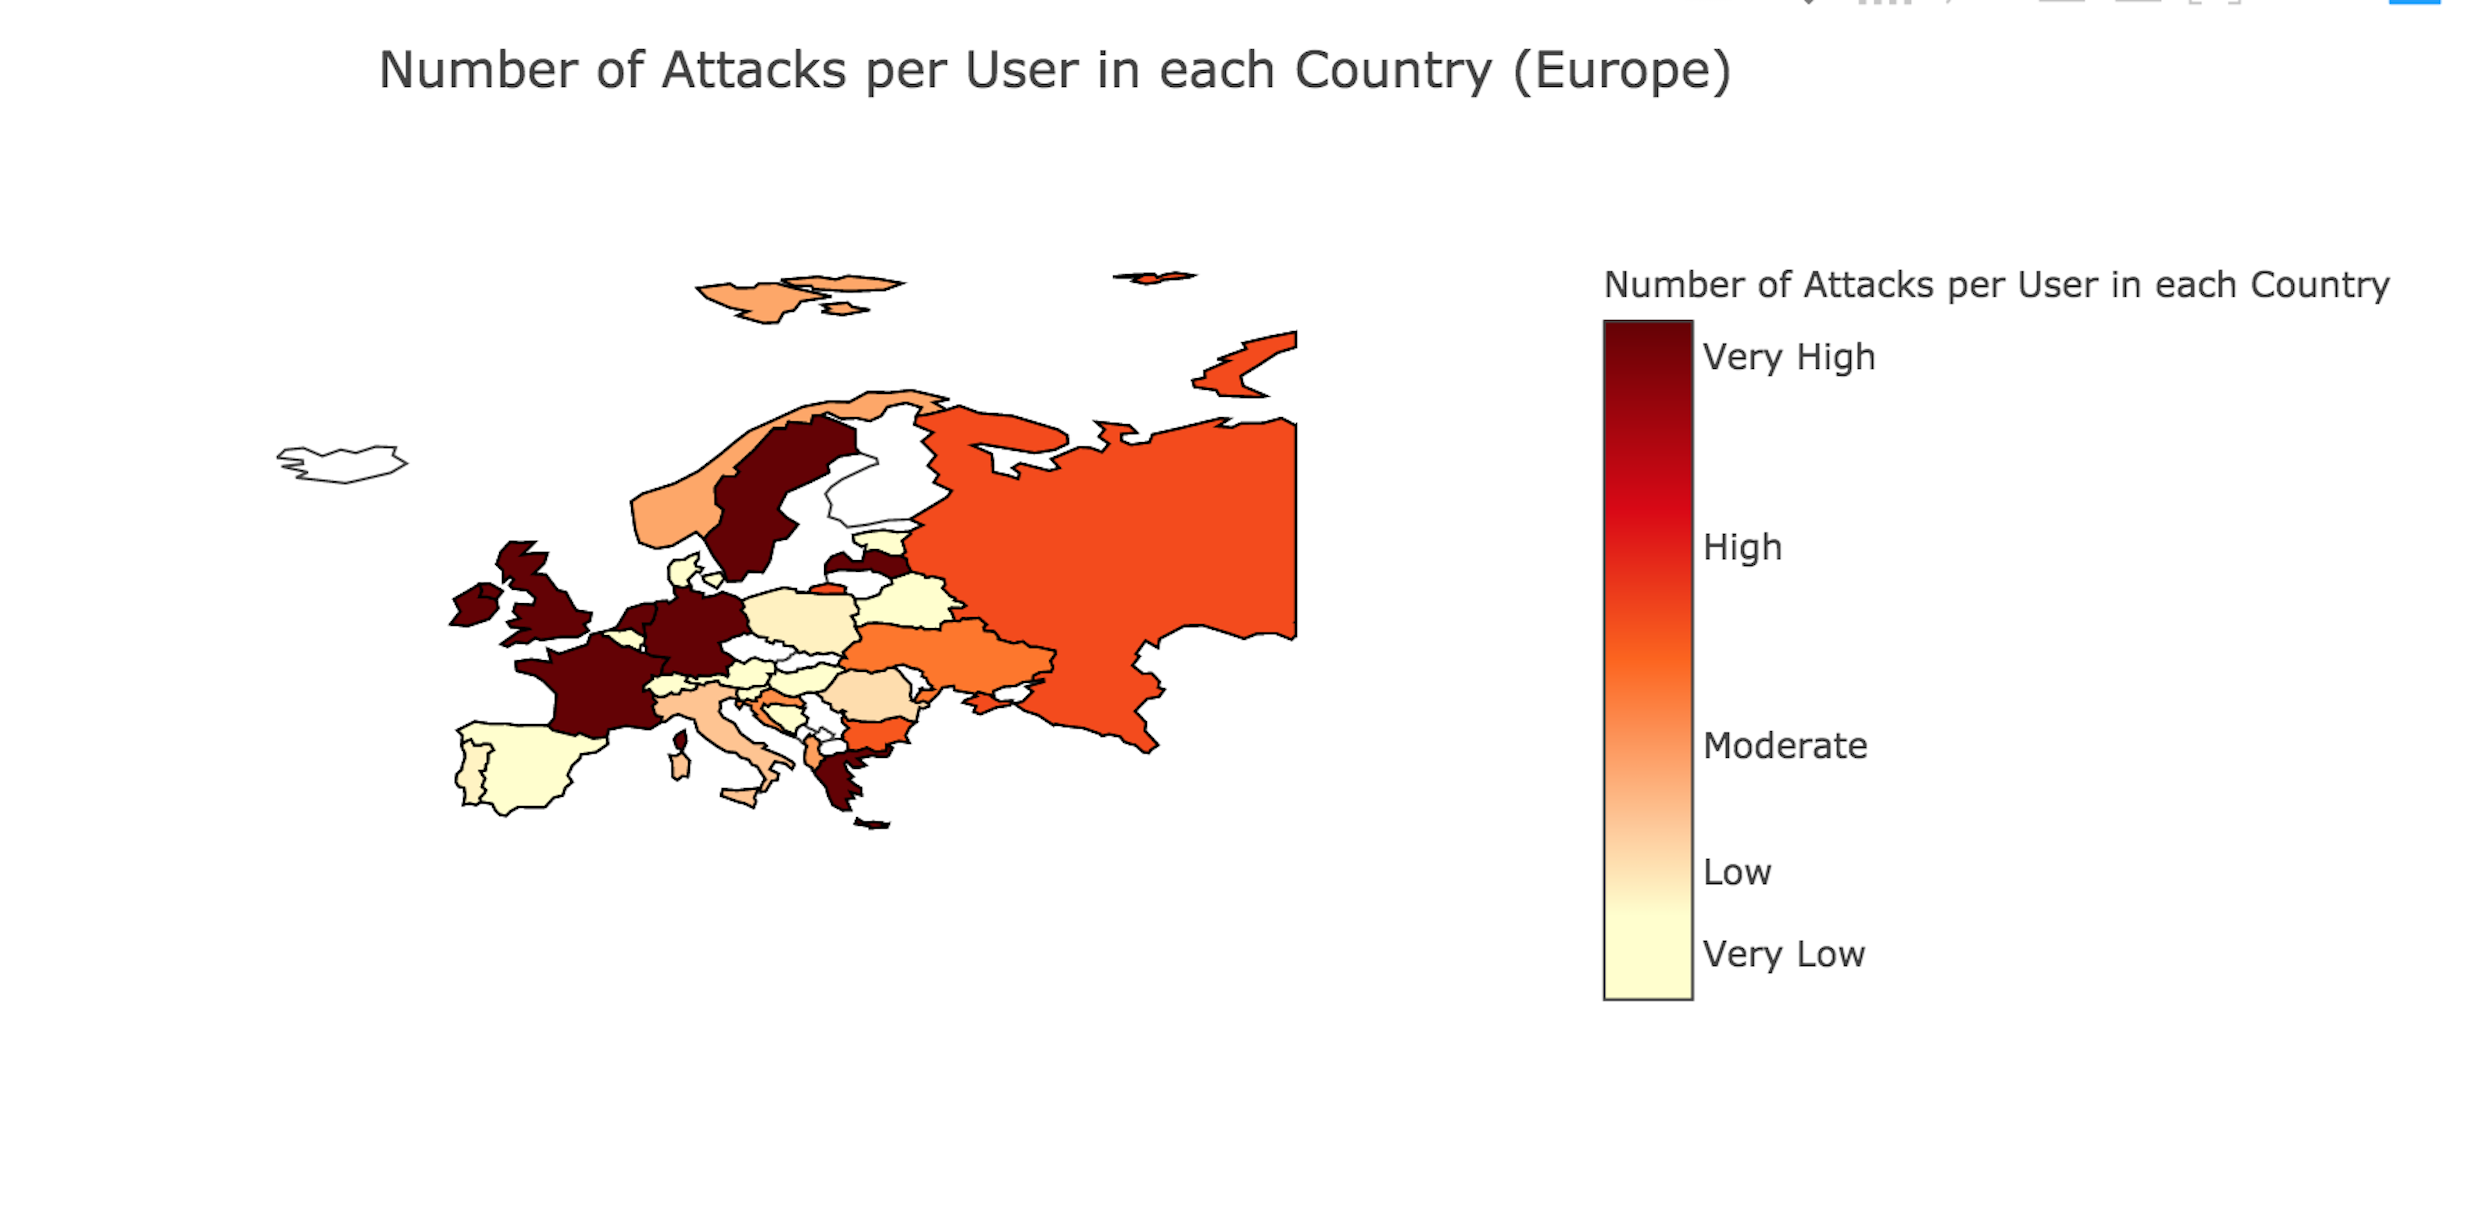 Number of Attacks per User in each Country (Europe)
Number of Attacks per User in each Country
Very High
High
Moderate
Low
Very Low